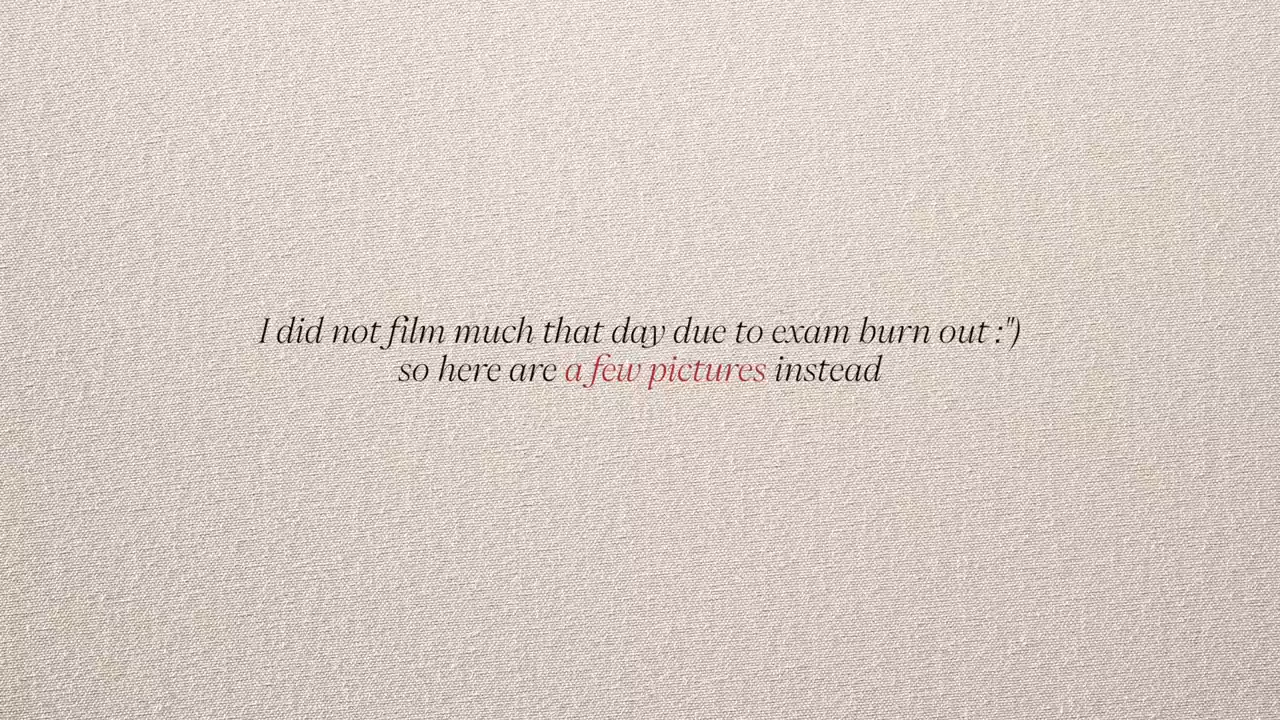 I did not film much that day due to exam burn out :")
so here are a few pictures instead